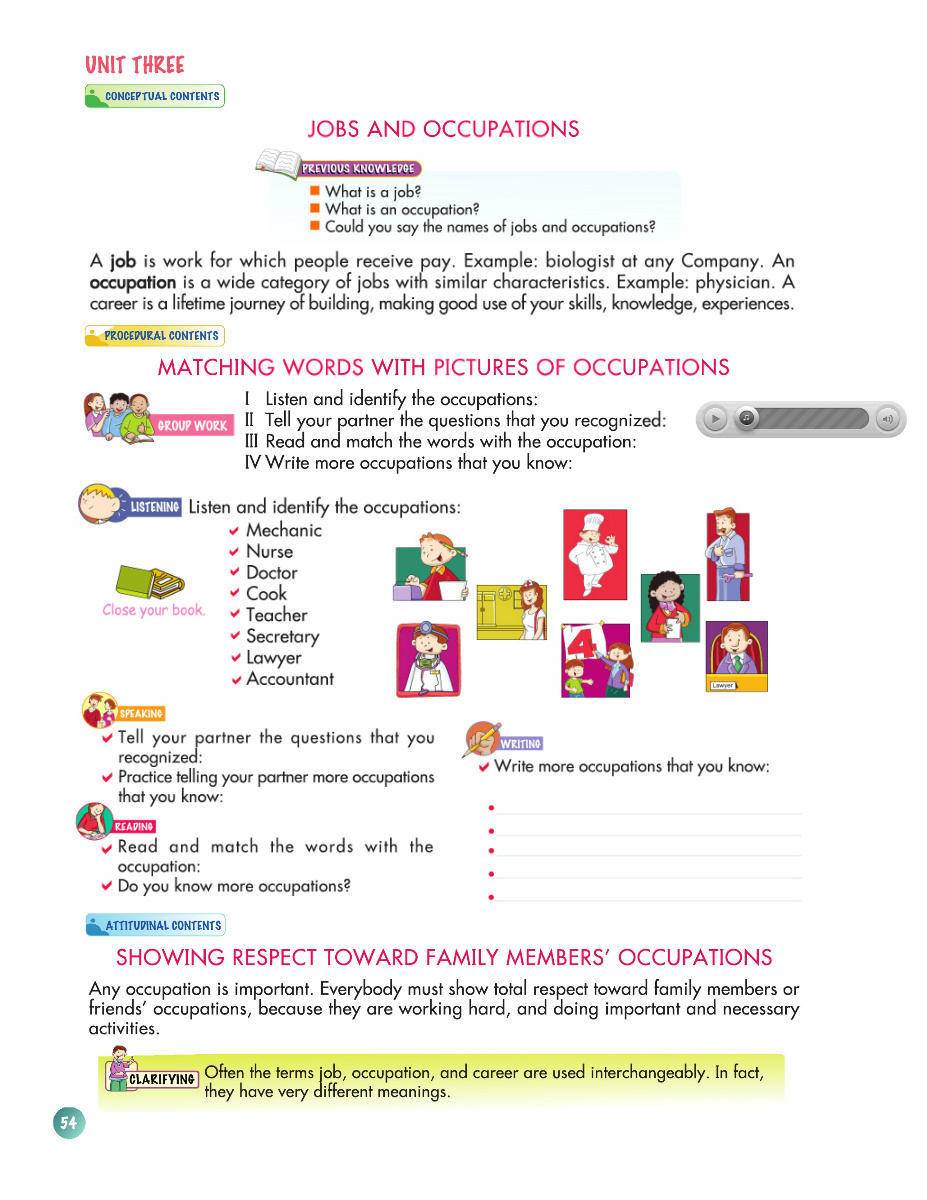 UNIT THREE
CONCEPTUAL CONTENTS
JOBS AND OCCUPATIONS
PREVIOUS KNOWLEDGE
What is a job?
What is an occupation?
Could you say the names of jobs and occupations?
A job is work for which people receive pay. Example: biologist at any Company. An
occupation is a wide category of jobs with similar characteristics. Example: physician. A
career is a lifetime journey of building, making good use of your skills, knowledge, experiences.
PROCEDURAL CONTENTS
MATCHING WORDS WITH PICTURES OF OCCUPATIONS
GROUP WORK
I Listen and identify the occupations:
II Tell your partner the questions that you recognized:
III Read and match the words with the occupation:
IV Write more occupations that you know:
LISTENING
Listen and identify the occupations:
Mechanic
Nurse
Doctor
Cook
Teacher
Secretary
Lawyer
Accountant
Close your book.
4
Lawyer
SPEAKING
Tell your partner the questions that you
recognized:
Practice telling your partner more occupations
that you know:
READING
Read and match the words with the
occupation:
Do you know more occupations?
WRITING
Write more occupations that you know:
ATTITUDINAL CONTENTS
SHOWING RESPECT TOWARD FAMILY MEMBERS' OCCUPATIONS
Any occupation is important. Everybody must show total respect toward family members or
friends' occupations, because they are working hard, and doing important and necessary
activities.
CLARIFYING
Often the terms job, occupation, and career are used interchangeably. In fact,
they have very different meanings.
54